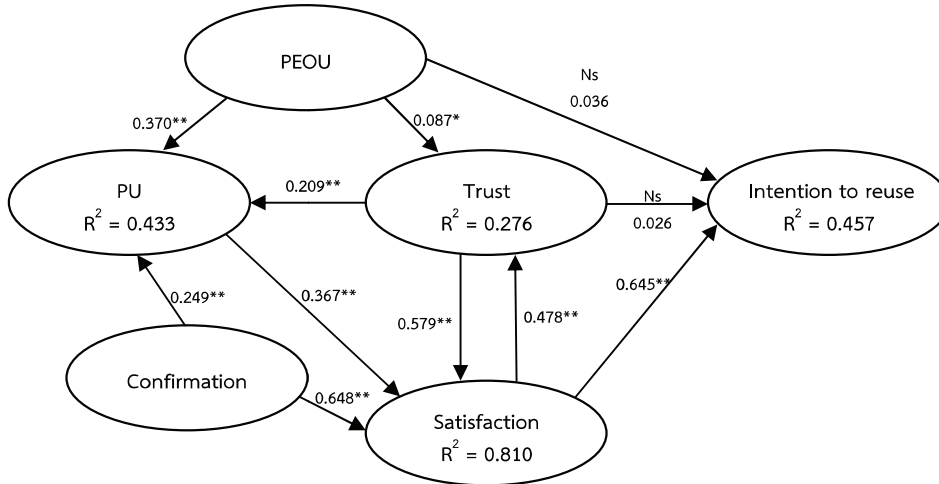 PEOU
Ns
0.036
0.370**
0.087*
PU
R² = 0.433
0.209**
Trust
R² = 0.276
Ns
0.026
Intention to reuse
R² = 0.457
0.249**
0.367**
0.579**
0.478**
0.645**
Confirmation
0.648**
Satisfaction
R² = 0.810